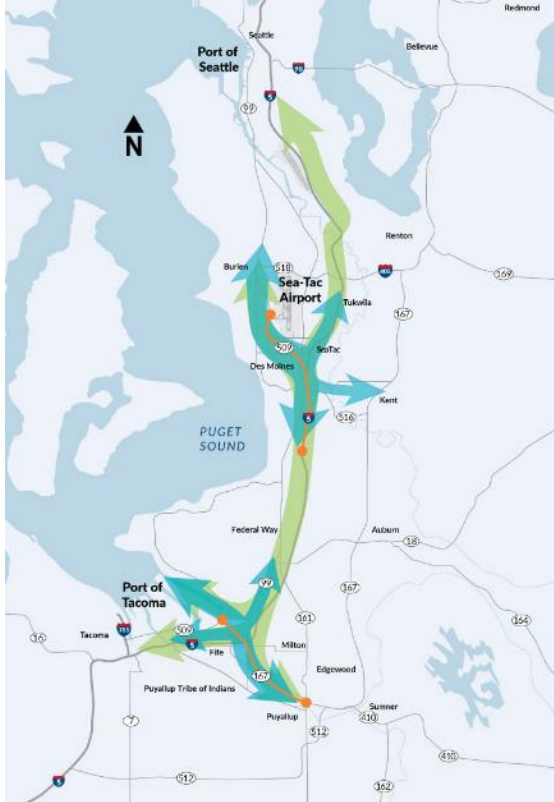 Redmond
Seattle
Bellevue
Port of
Seattle
90
5
99
N
Renton
Burien
518
405
169
Sea-Tac
Airport
Tukwila
167
509
SeaTac
Des Moines
Kent
5
516
PUGET
SOUND
Federal Way
Auburn
18
Port of
Tacoma
99
167
161
164
16
Tacoma
705
509
5
Fife
Milton
Edgewood
Puyallup Tribe of Indians
167
Sumner
7
Puyallup
410
512
410
512
5
162